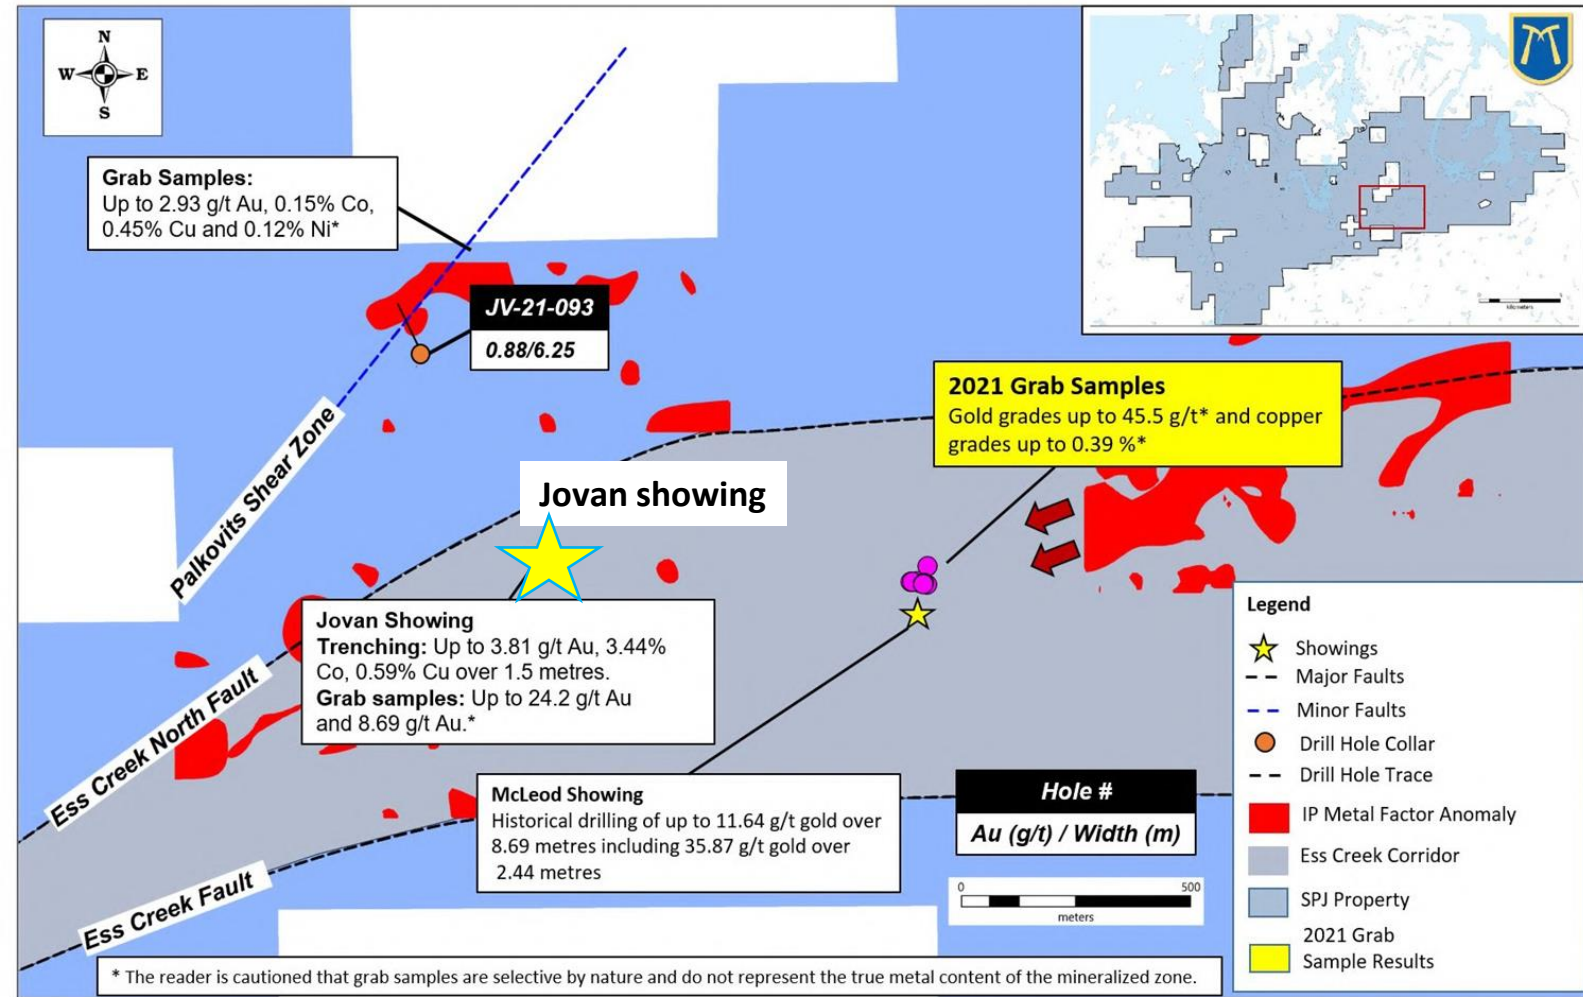 N
W E
S
Grab Samples:
Up to 2.93 g/t Au, 0.15% Co,
0.45% Cu and 0.12% Ni*
JV-21-093
0.88/6.25
2021 Grab Samples
Gold grades up to 45.5 g/t* and copper
grades up to 0.39 %*
Palkovits Shear Zone
Jovan showing
Jovan Showing
Trenching: Up to 3.81 g/t Au, 3.44%
Co, 0.59% Cu over 1.5 metres.
Grab samples: Up to 24.2 g/t Au
and 8.69 g/t Au.*
Ess Creek North Fault
Ess Creek Fault
McLeod Showing
Historical drilling of up to 11.64 g/t gold over
8.69 metres including 35.87 g/t gold over
2.44 metres
Hole #
Au (g/t) / Width (m)
0 500
meters
Legend
Showings
Major Faults
Minor Faults
Drill Hole Collar
Drill Hole Trace
IP Metal Factor Anomaly
Ess Creek Corridor
SPJ Property
2021 Grab
Sample Results
* The reader is cautioned that grab samples are selective by nature and do not represent the true metal content of the mineralized zone.